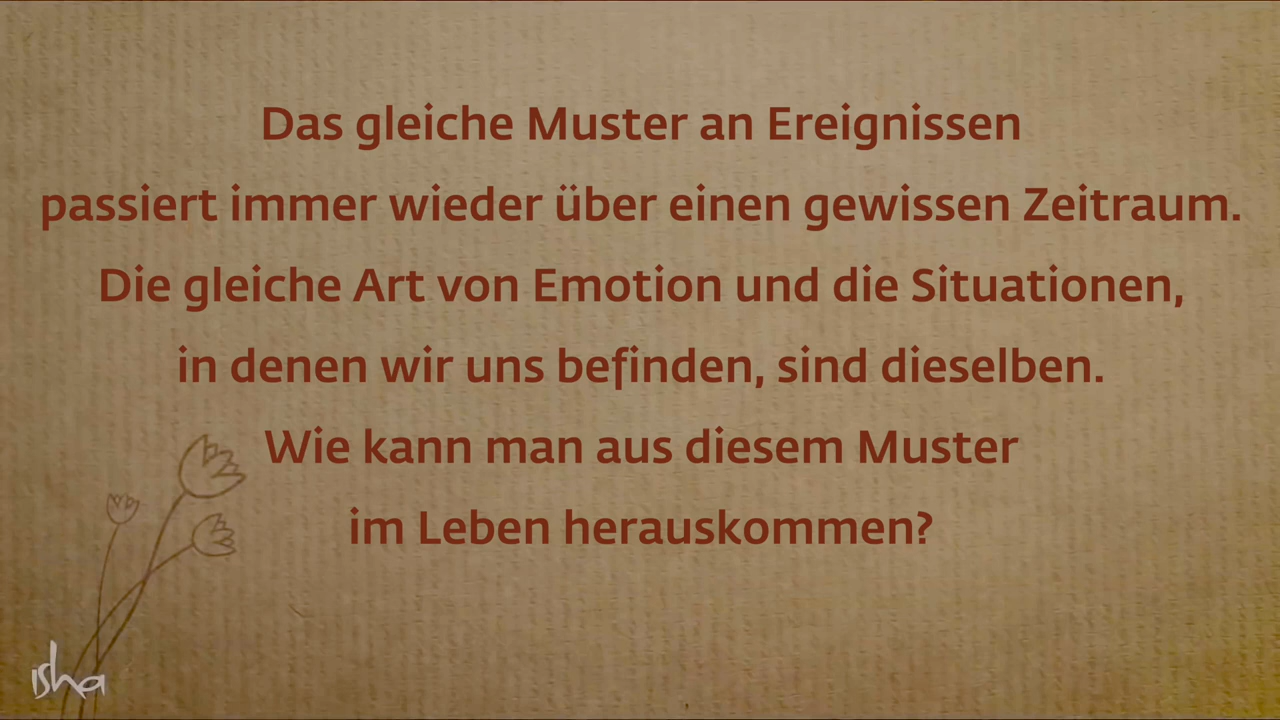 Das gleiche Muster an Ereignissen
passiert immer wieder über einen gewissen Zeitraum.
Die gleiche Art von Emotion und die Situationen,
in denen wir uns befinden, sind dieselben.
Wie kann man aus diesem Muster
im Leben herauskommen?
isha